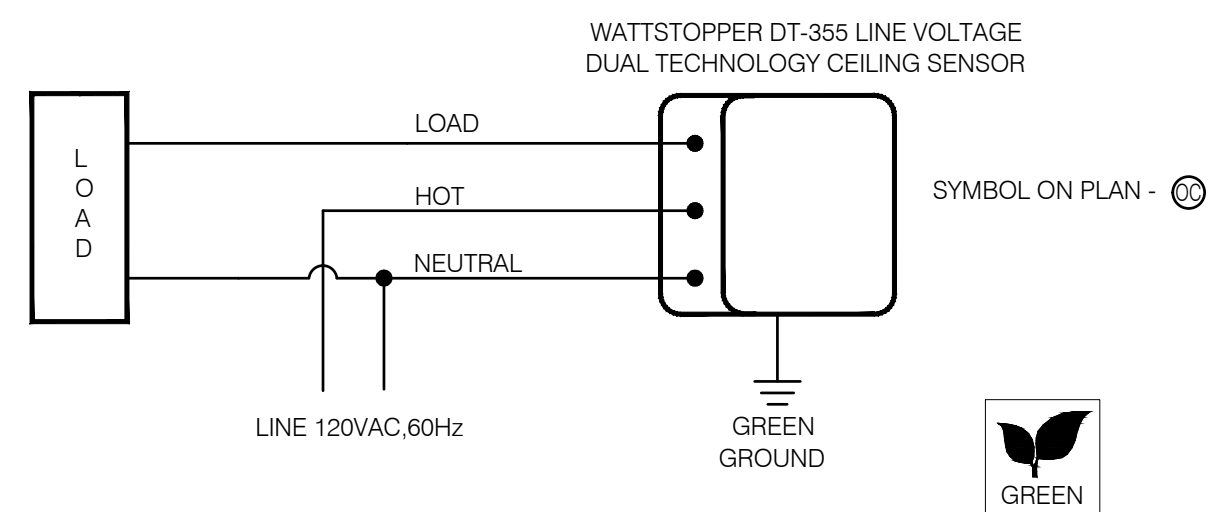 WATTSTOPPER DT-355 LINE VOLTAGE
DUAL TECHNOLOGY CEILING SENSOR
LOAD
LOAD
HOT
SYMBOL ON PLAN - OC
NEUTRAL
LINE 120VAC,60Hz
GREEN
GROUND
GREEN